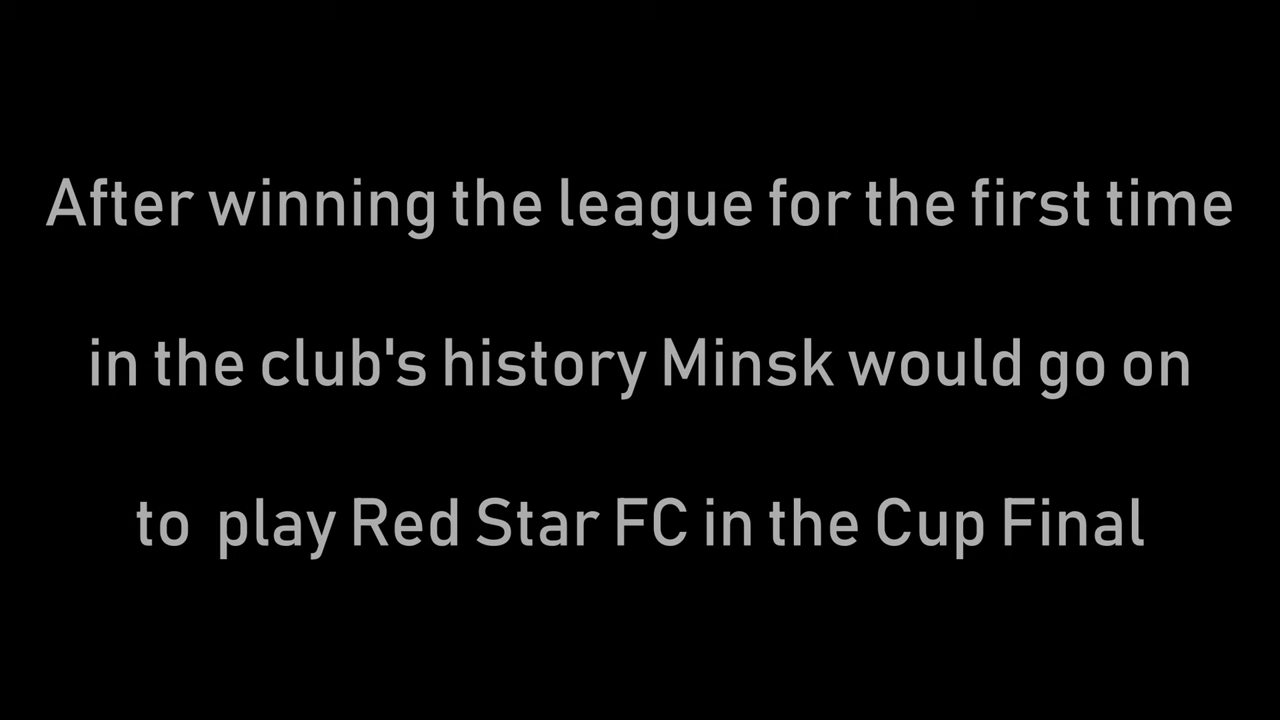 After winning the league for the first time
in the club's history Minsk would go on
to  play Red Star FC in the Cup Final